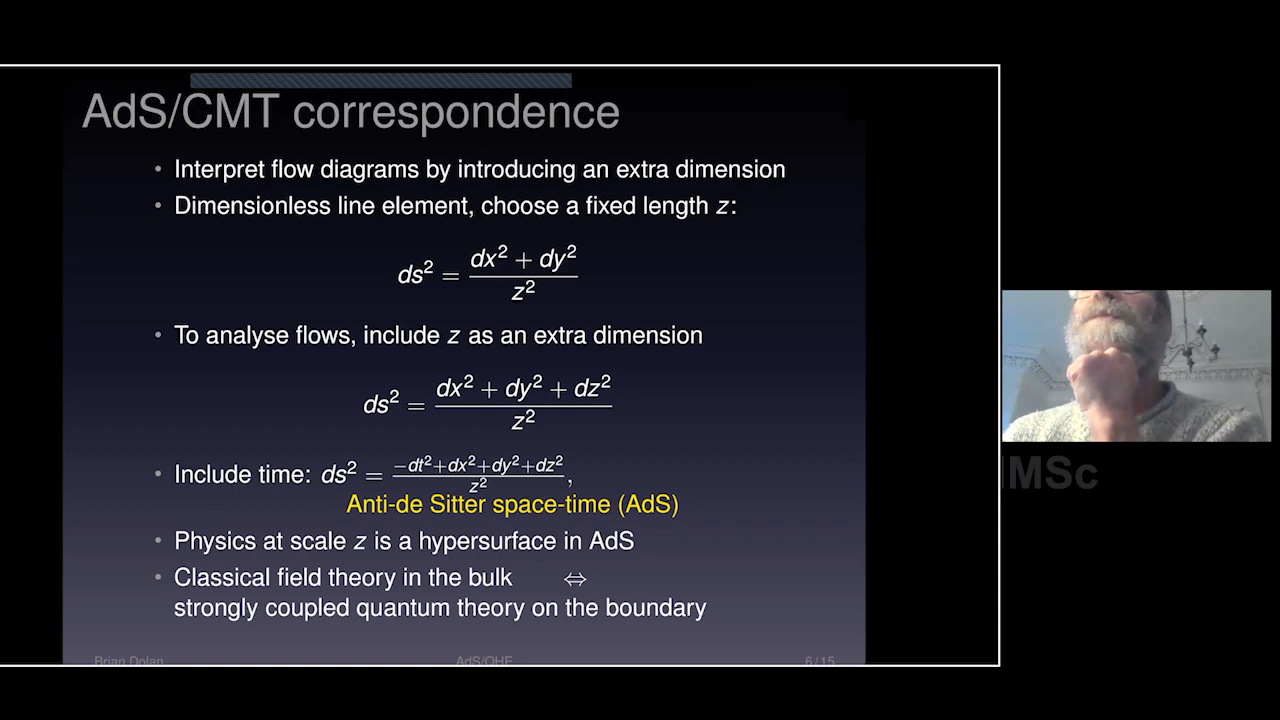 AdS/CMT correspondence
• Interpret flow diagrams by introducing an extra dimension
• Dimensionless line element, choose a fixed length z:
ds² = (dx² + dy²) / z²
• To analyse flows, include z as an extra dimension
ds² = (dx² + dy² + dz²) / z²
• Include time: ds² = (−dt²+dx²+dy²+dz²) / z²,
Anti-de Sitter space-time (AdS)
• Physics at scale z is a hypersurface in AdS
• Classical field theory in the bulk ⇔
strongly coupled quantum theory on the boundary
Brian Dolan AdS/QHE 6 / 15
IMSc